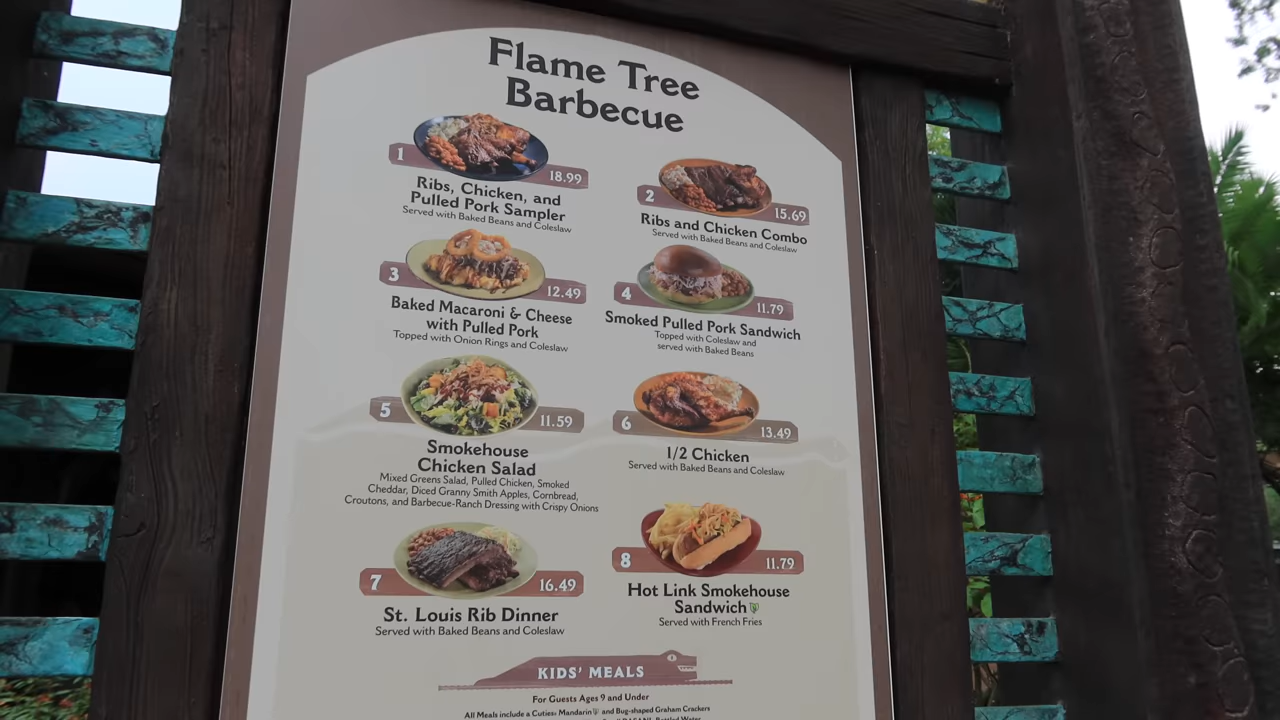 Flame Tree
Barbecue
1
18.99
Ribs, Chicken, and
Pulled Pork Sampler
Served with Baked Beans and Coleslaw
2
15.69
Ribs and Chicken Combo
Served with Baked Beans and Coleslaw
3
12.49
Baked Macaroni & Cheese
with Pulled Pork
Topped with Onion Rings and Coleslaw
4
11.79
Smoked Pulled Pork Sandwich
Topped with Coleslaw and
served with Baked Beans
5
11.59
Smokehouse
Chicken Salad
Mixed Greens Salad, Pulled Chicken, Smoked
Cheddar, Diced Granny Smith Apples, Cornbread,
Croutons, and Barbecue-Ranch Dressing with Crispy Onions
6
13.49
1/2 Chicken
Served with Baked Beans and Coleslaw
7
16.49
St. Louis Rib Dinner
Served with Baked Beans and Coleslaw
8
11.79
Hot Link Smokehouse
Sandwich
Served with French Fries
KIDS' MEALS
For Guests Ages 9 and Under
All Meals include a Cuties® Mandarin and Bug-shaped Graham Crackers
Small DASANI® Bottled Water